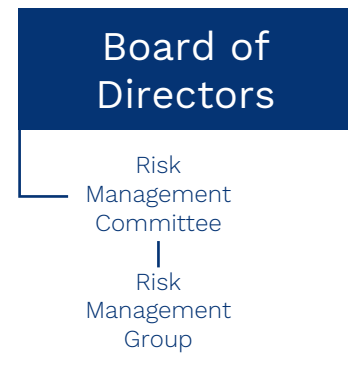 Board of
Directors
Risk
Management
Committee
Risk
Management
Group